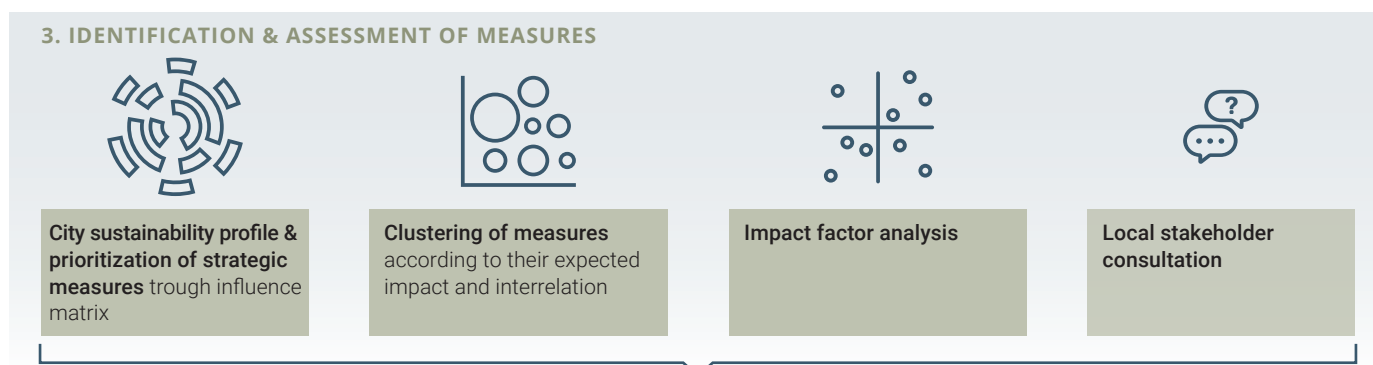 3. IDENTIFICATION & ASSESSMENT OF MEASURES
?
City sustainability profile &
prioritization of strategic
measures trough influence
matrix
Clustering of measures
according to their expected
impact and interrelation
Impact factor analysis
Local stakeholder
consultation